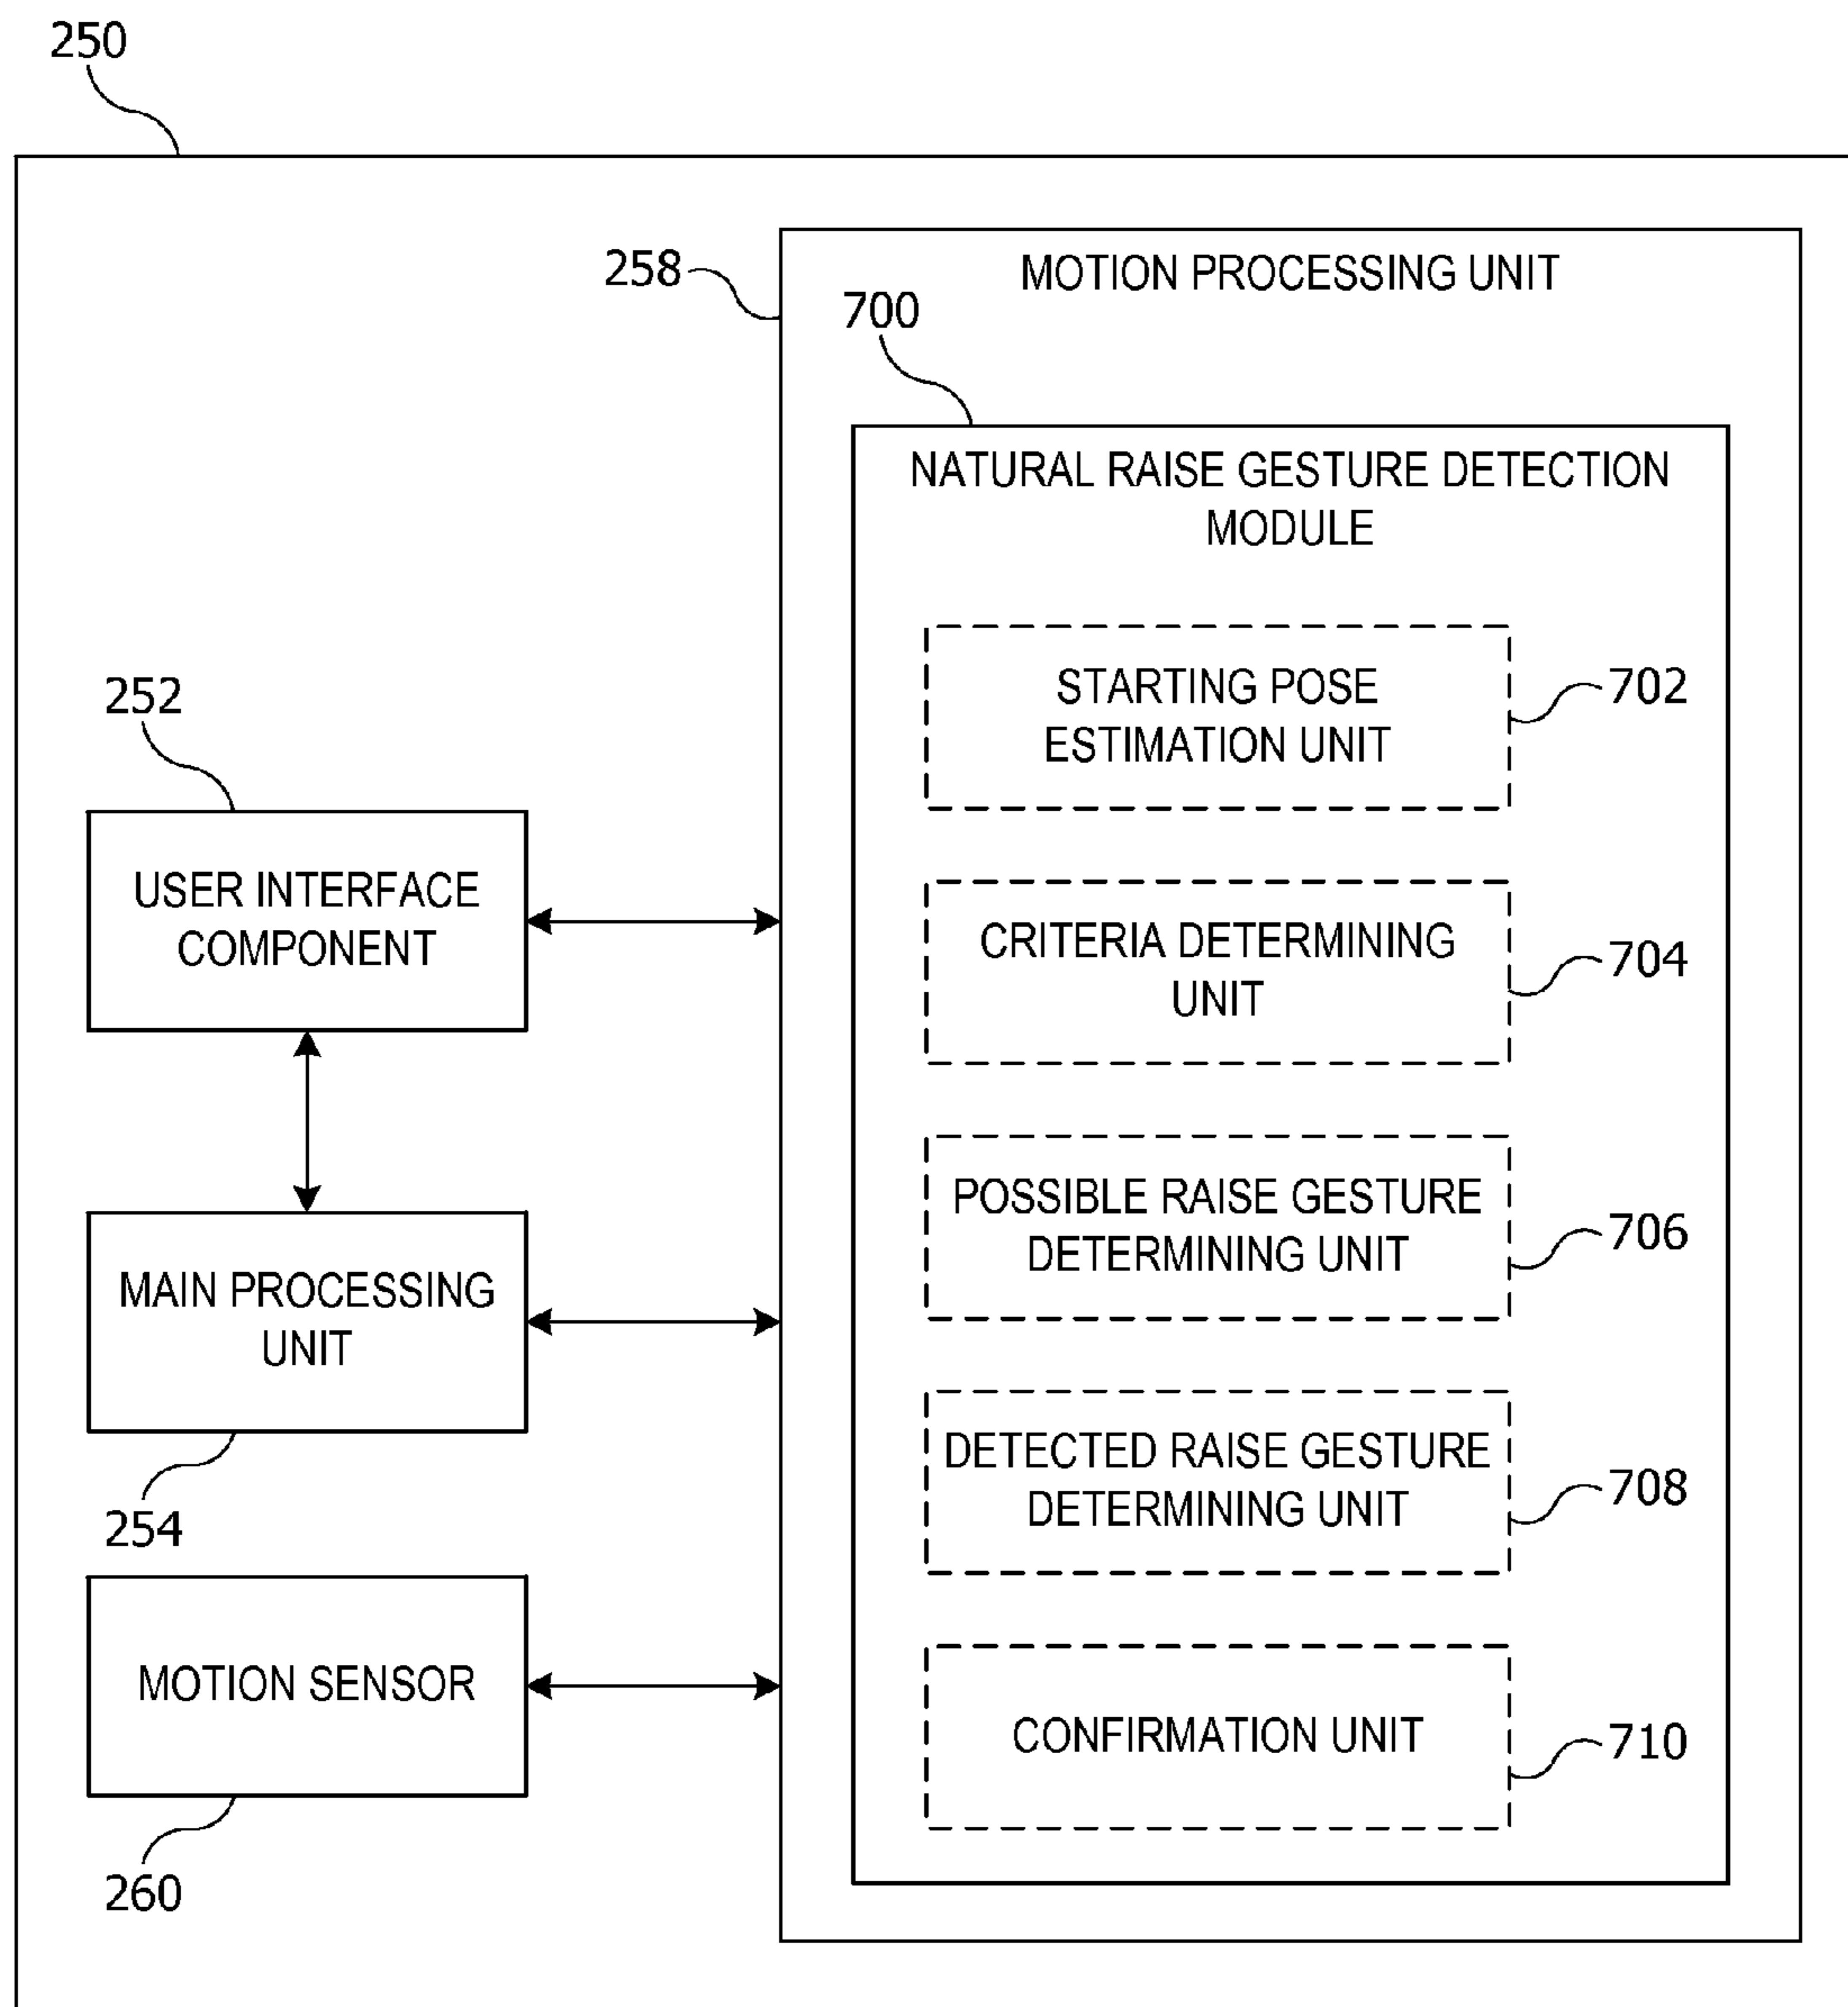 250
258
MOTION PROCESSING UNIT
700
NATURAL RAISE GESTURE DETECTION
MODULE
STARTING POSE
ESTIMATION UNIT
702
252
USER INTERFACE
COMPONENT
CRITERIA DETERMINING
UNIT
704
POSSIBLE RAISE GESTURE
DETERMINING UNIT
706
MAIN PROCESSING
UNIT
254
DETECTED RAISE GESTURE
DETERMINING UNIT
708
MOTION SENSOR
260
CONFIRMATION UNIT
710